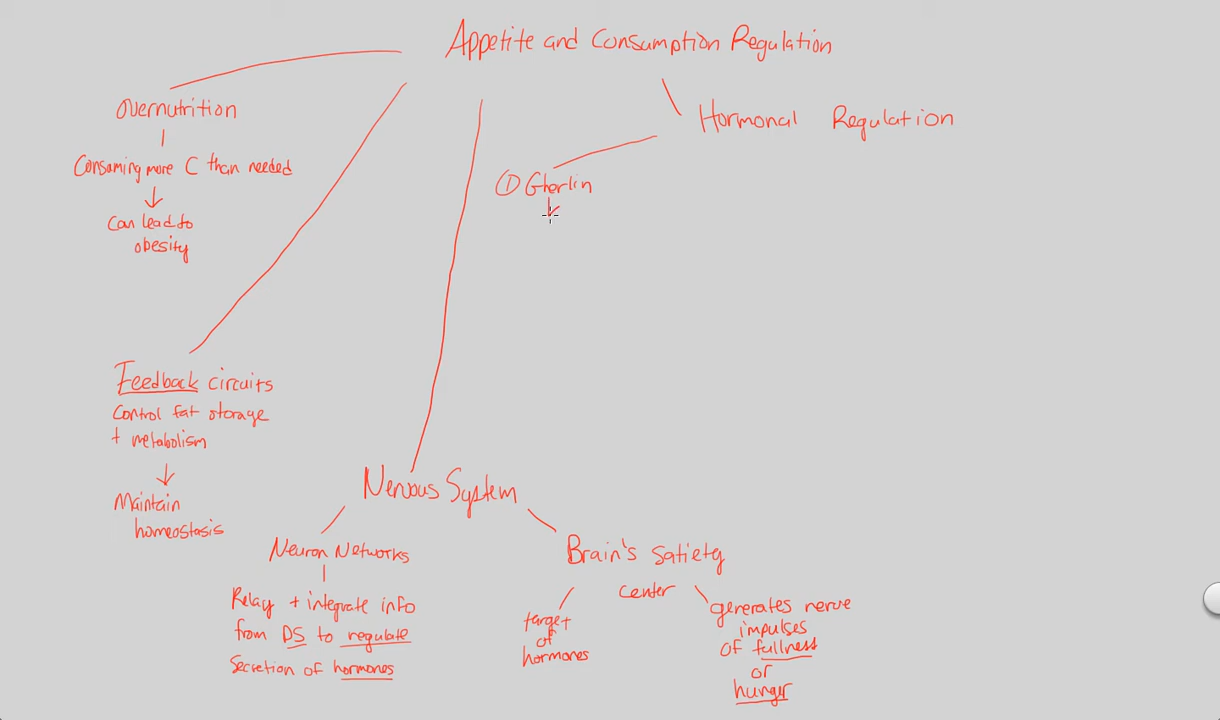 Appetite and Consumption Regulation
Overnutrition
Consuming more C than needed
Can lead to
obesity
Hormonal Regulation
① Gherlin
Feedback circuits
Control fat storage
+ metabolism
Maintain
homeostasis
Nervous System
Neuron Networks
Relay + integrate info
from DS to regulate
Secretion of hormones
Brain's Satiety
center
target
of
hormones
generates nerve
impulses
of fullness
or
hunger